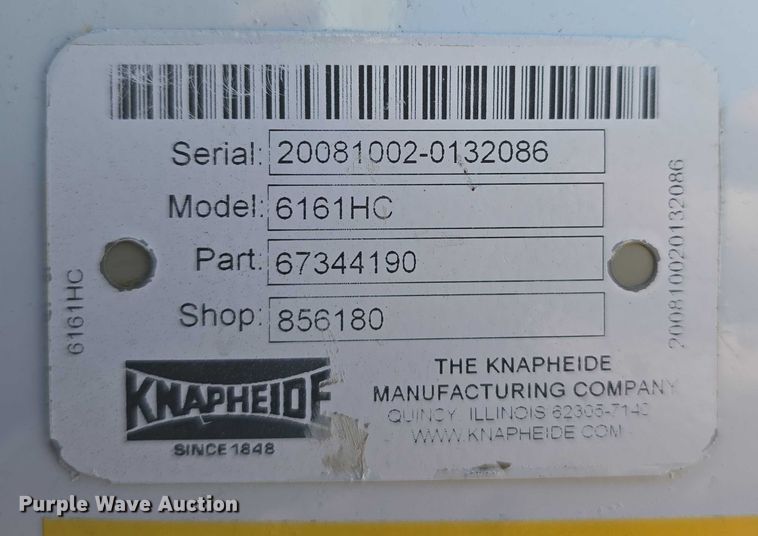 Serial: 20081002-0132086
Model: 6161HC
Part: 67344190
Shop: 856180
6161HC
200810020132086
KNAPHEIDE
SINCE 1848
THE KNAPHEIDE
MANUFACTURING COMPANY
QUINCY, ILLINOIS 62305-7140
WWW.KNAPHEIDE.COM
Purple Wave Auction